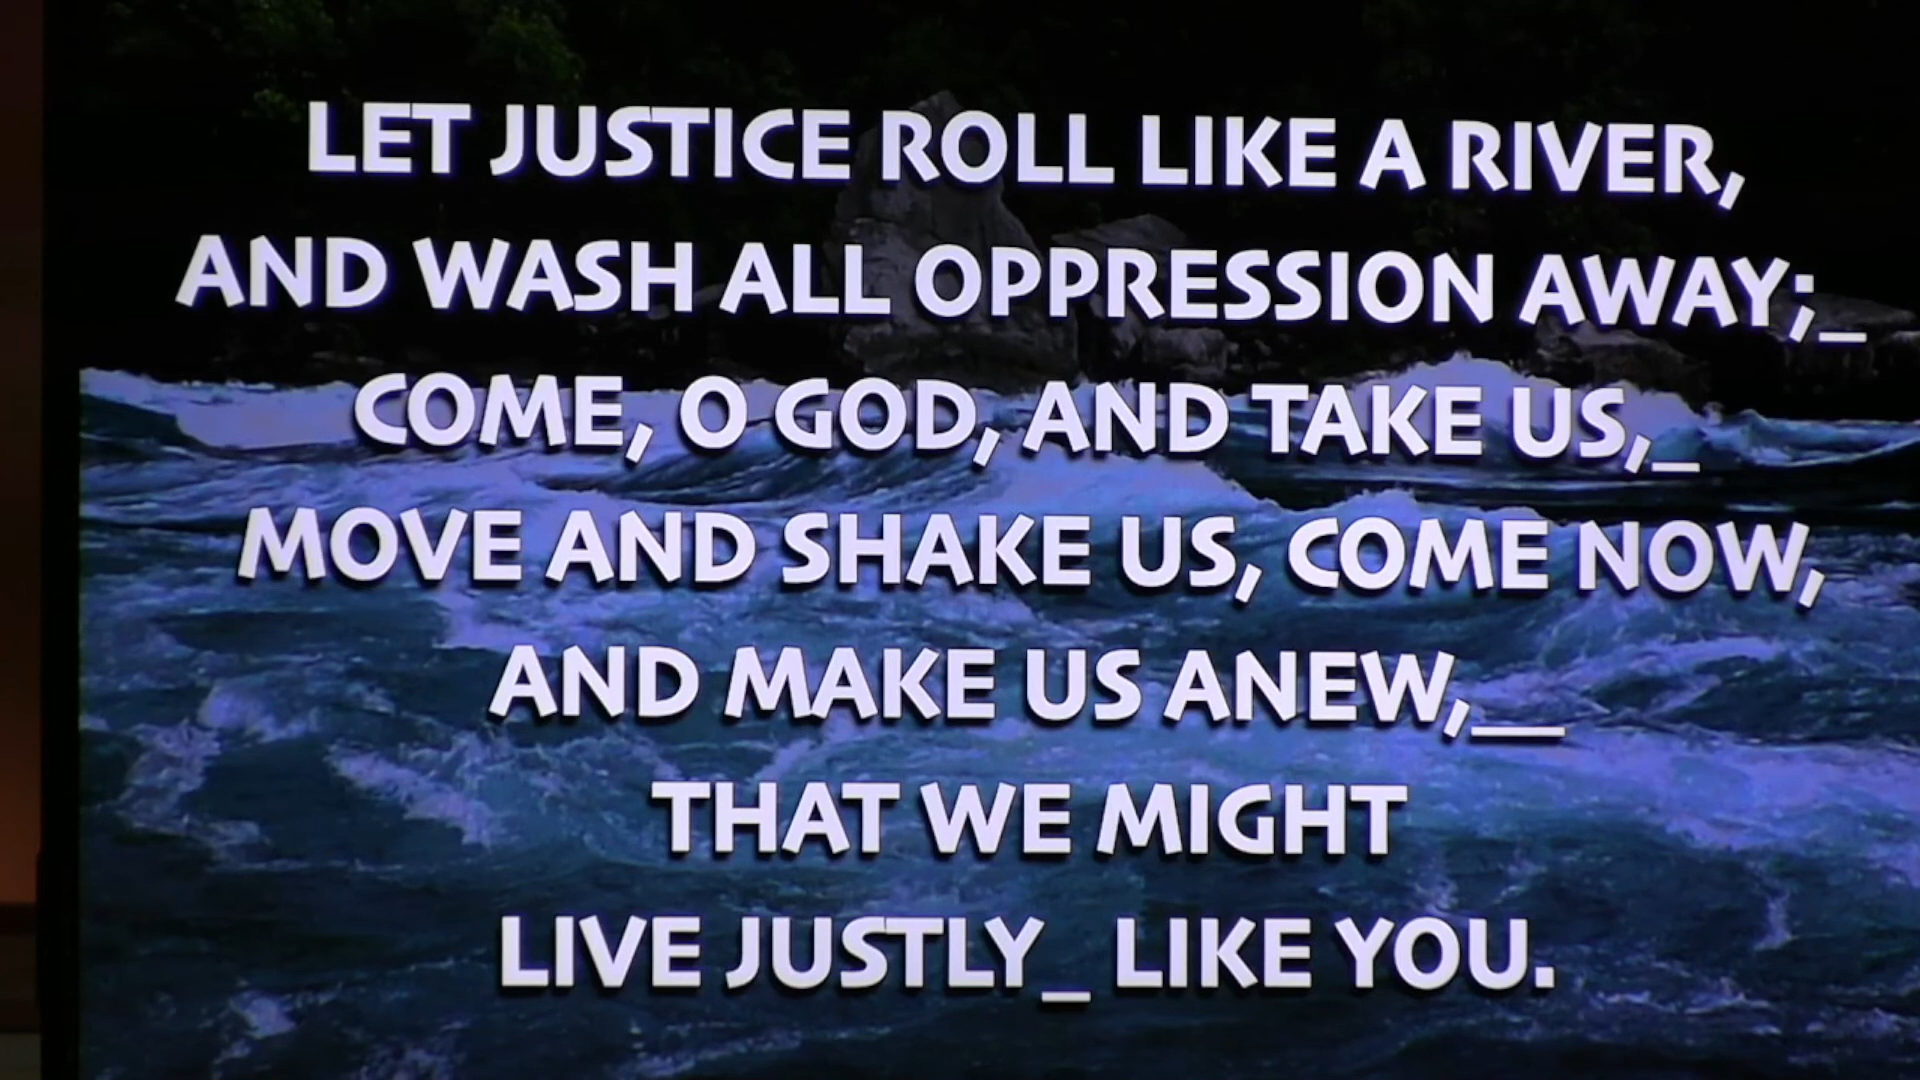 LET JUSTICE ROLL LIKE A RIVER,
AND WASH ALL OPPRESSION AWAY;_
COME, O GOD, AND TAKE US,_
MOVE AND SHAKE US, COME NOW,
AND MAKE US ANEW,__
THAT WE MIGHT
LIVE JUSTLY_ LIKE YOU.